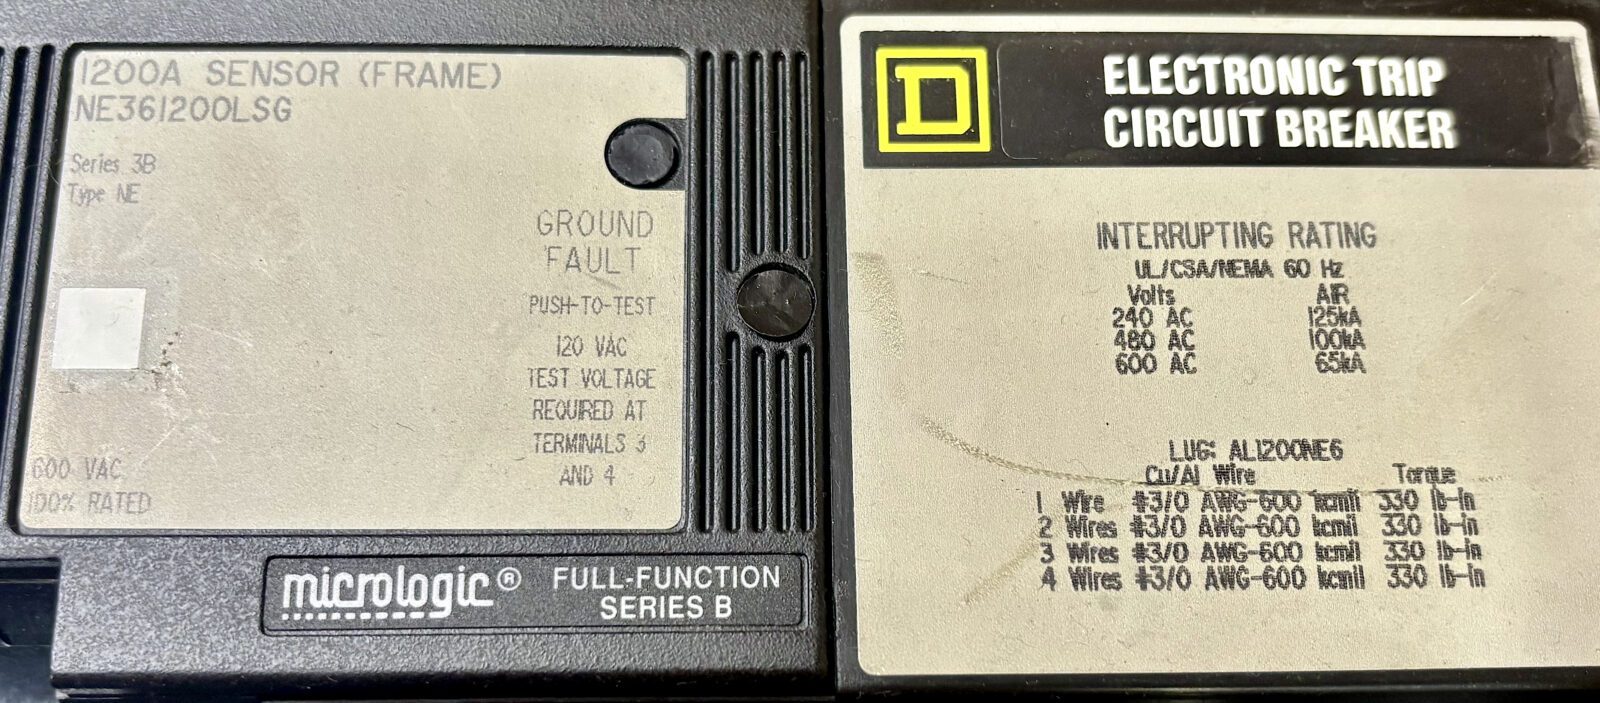 1200A SENSOR (FRAME)
NE361200LSG
Series 3B
Type NE
GROUND
FAULT
PUSH-TO-TEST
120 VAC
TEST VOLTAGE
REQUIRED AT
TERMINALS 3
AND 4
600 VAC
100% RATED
micrologic® FULL-FUNCTION
SERIES B
D
ELECTRONIC TRIP
CIRCUIT BREAKER
INTERRUPTING RATING
UL/CSA/NEMA 60 Hz
Volts AIR
240 AC 125kA
480 AC 100kA
600 AC 65kA
LUG: AL1200NE6
Cu/Al Wire Torque
1 Wire #3/0 AWG-600 kcmil 330 lb-in
2 Wires #3/0 AWG-600 kcmil 330 lb-in
3 Wires #3/0 AWG-600 kcmil 330 lb-in
4 Wires #3/0 AWG-600 kcmil 330 lb-in